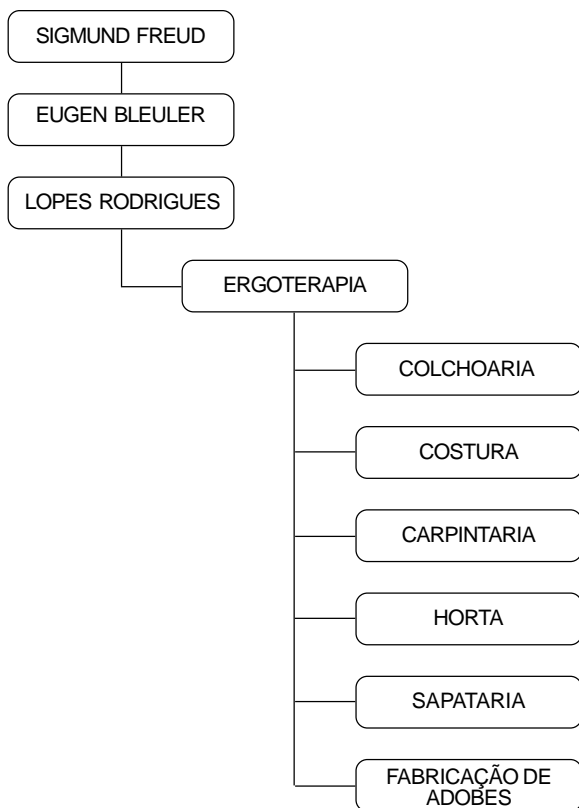 SIGMUND FREUD
EUGEN BLEULER
LOPES RODRIGUES
ERGOTERAPIA
COLCHOARIA
COSTURA
CARPINTARIA
HORTA
SAPATARIA
FABRICAÇÃO DE
ADOBES